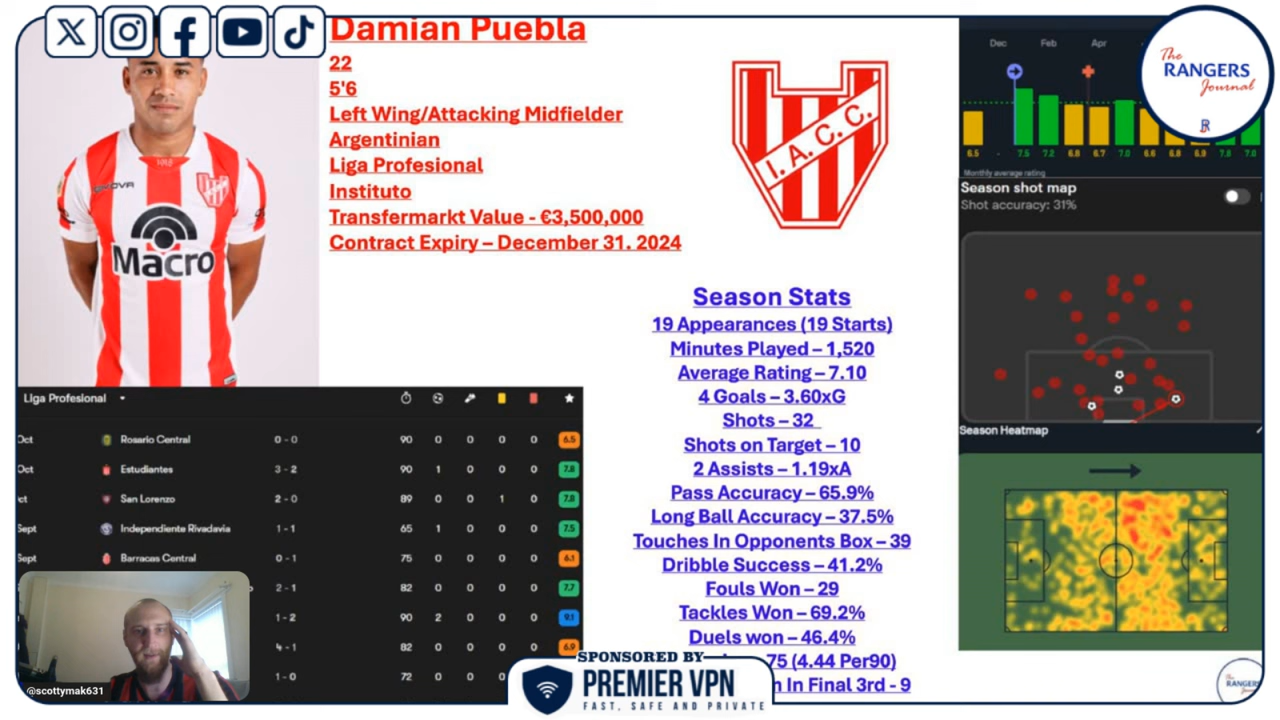 Damian Puebla
22
5'6
Left Wing/Attacking Midfielder
Argentinian
Liga Profesional
Instituto
Transfermarkt Value - €3,500,000
Contract Expiry – December 31. 2024
Macro
I. A. C. C.
Season Stats
19 Appearances (19 Starts)
Minutes Played – 1,520
Average Rating – 7.10
4 Goals – 3.60xG
Shots – 32
Shots on Target – 10
2 Assists – 1.19xA
Pass Accuracy – 65.9%
Long Ball Accuracy – 37.5%
Touches In Opponents Box – 39
Dribble Success – 41.2%
Fouls Won – 29
Tackles Won – 69.2%
Duels won – 46.4%
75 (4.44 Per90)
In Final 3rd - 9
Liga Profesional
Oct Rosario Central 0 - 0 90 0 0 0 0 6.5
Oct Estudiantes 3 - 2 90 1 0 0 0 7.8
San Lorenzo 2 - 0 89 0 0 1 0 7.8
Sept Independiente Rivadavia 1 - 1 65 1 0 0 0 7.5
Sept Barracas Central 0 - 1 75 0 0 0 0 6.1
2 - 1 82 0 0 0 0 7.7
1 - 2 90 2 0 0 0 9.1
4 - 1 82 0 0 0 0 6.9
1 - 0 72 0 0 0 0
@scottymak631
SPONSORED BY
PREMIER VPN
FAST, SAFE AND PRIVATE
Dec Feb Apr
6.5 7.5 7.2 6.8 6.7 7.0 6.6 6.8 6.9 7.8 7.0
Monthly average rating
Season shot map
Shot accuracy: 31%
Season Heatmap
The
RANGERS
Journal
The
RANGERS